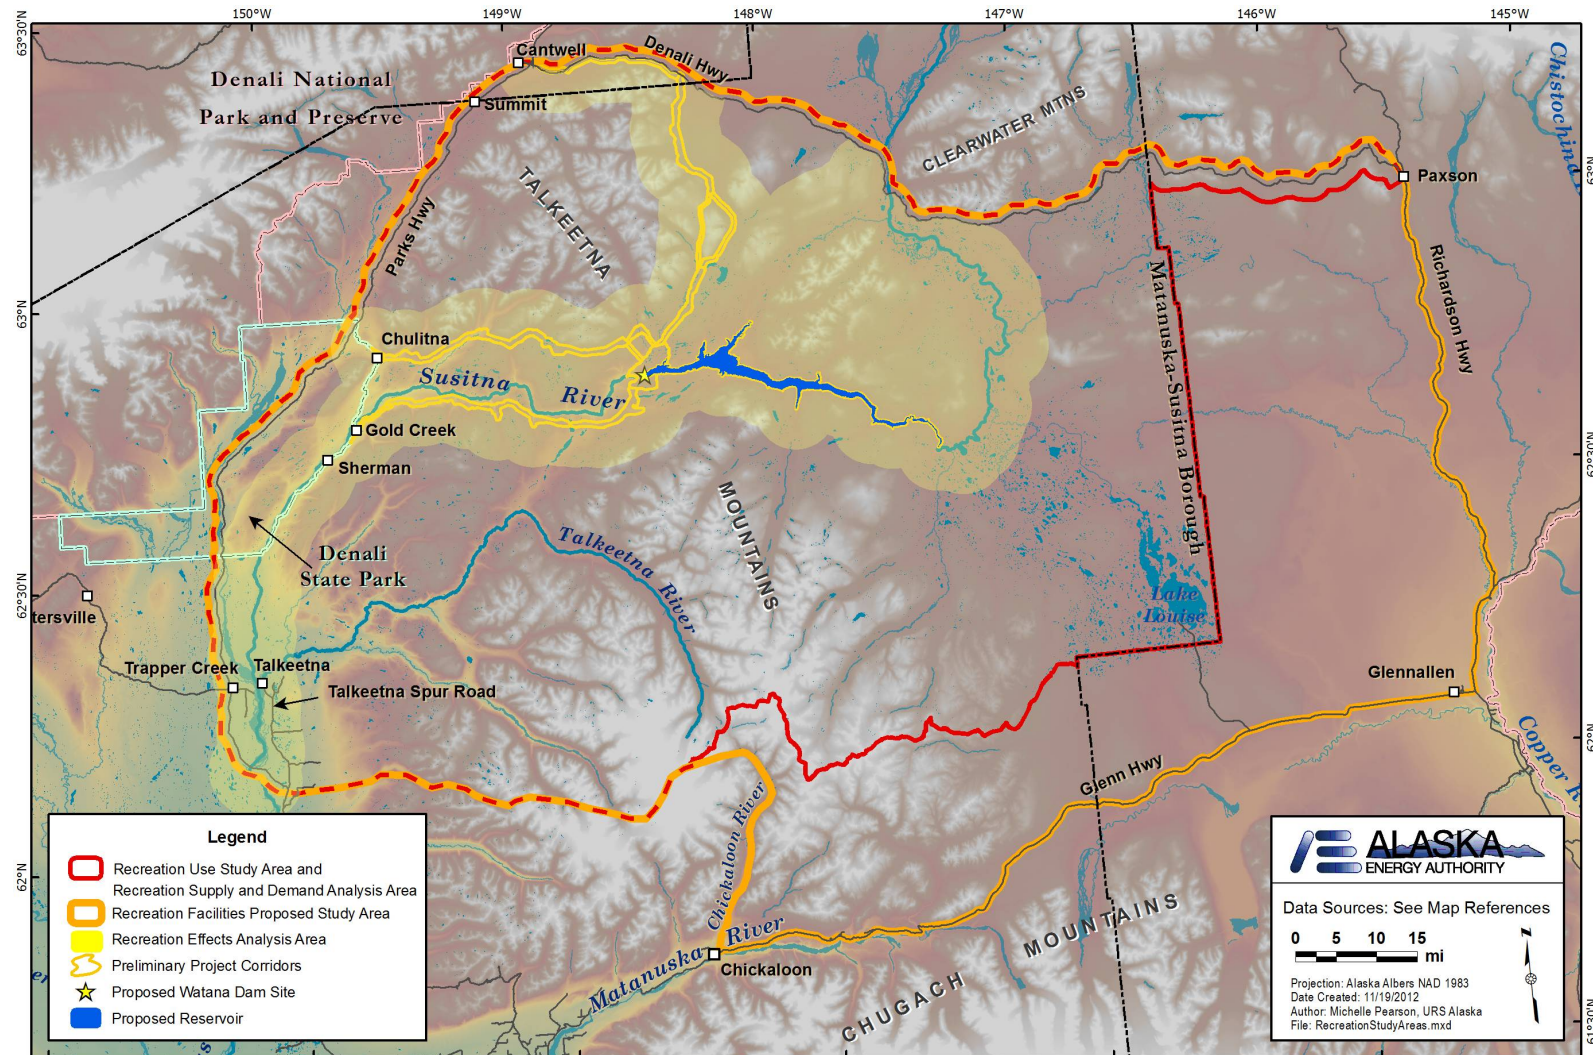 150°W
149°W
148°W
147°W
146°W
145°W
63°30'N
63°N
62°30'N
62°N
63°N
62°30'N
62°N
61°30'N
Cantwell
Denali Hwy
Denali National
Park and Preserve
Summit
CLEARWATER MTNS
Paxson
TALKEETNA
MOUNTAINS
Parks Hwy
Richardson Hwy
Matanuska-Susitna Borough
Chulitna
Susitna
River
Gold Creek
Sherman
Denali
State Park
Talkeetna River
tersville
Trapper Creek
Talkeetna
Talkeetna Spur Road
Lake
Louise
Glennallen
Copper R
Glenn Hwy
Chickaloon River
Matanuska
River
Chickaloon
CHUGACH
MOUNTAINS
Legend
Recreation Use Study Area and
Recreation Supply and Demand Analysis Area
Recreation Facilities Proposed Study Area
Recreation Effects Analysis Area
Preliminary Project Corridors
Proposed Watana Dam Site
Proposed Reservoir
ALASKA
ENERGY AUTHORITY
Data Sources: See Map References
0 5 10 15
mi
N
Projection: Alaska Albers NAD 1983
Date Created: 11/19/2012
Author: Michelle Pearson, URS Alaska
File: RecreationStudyAreas.mxd